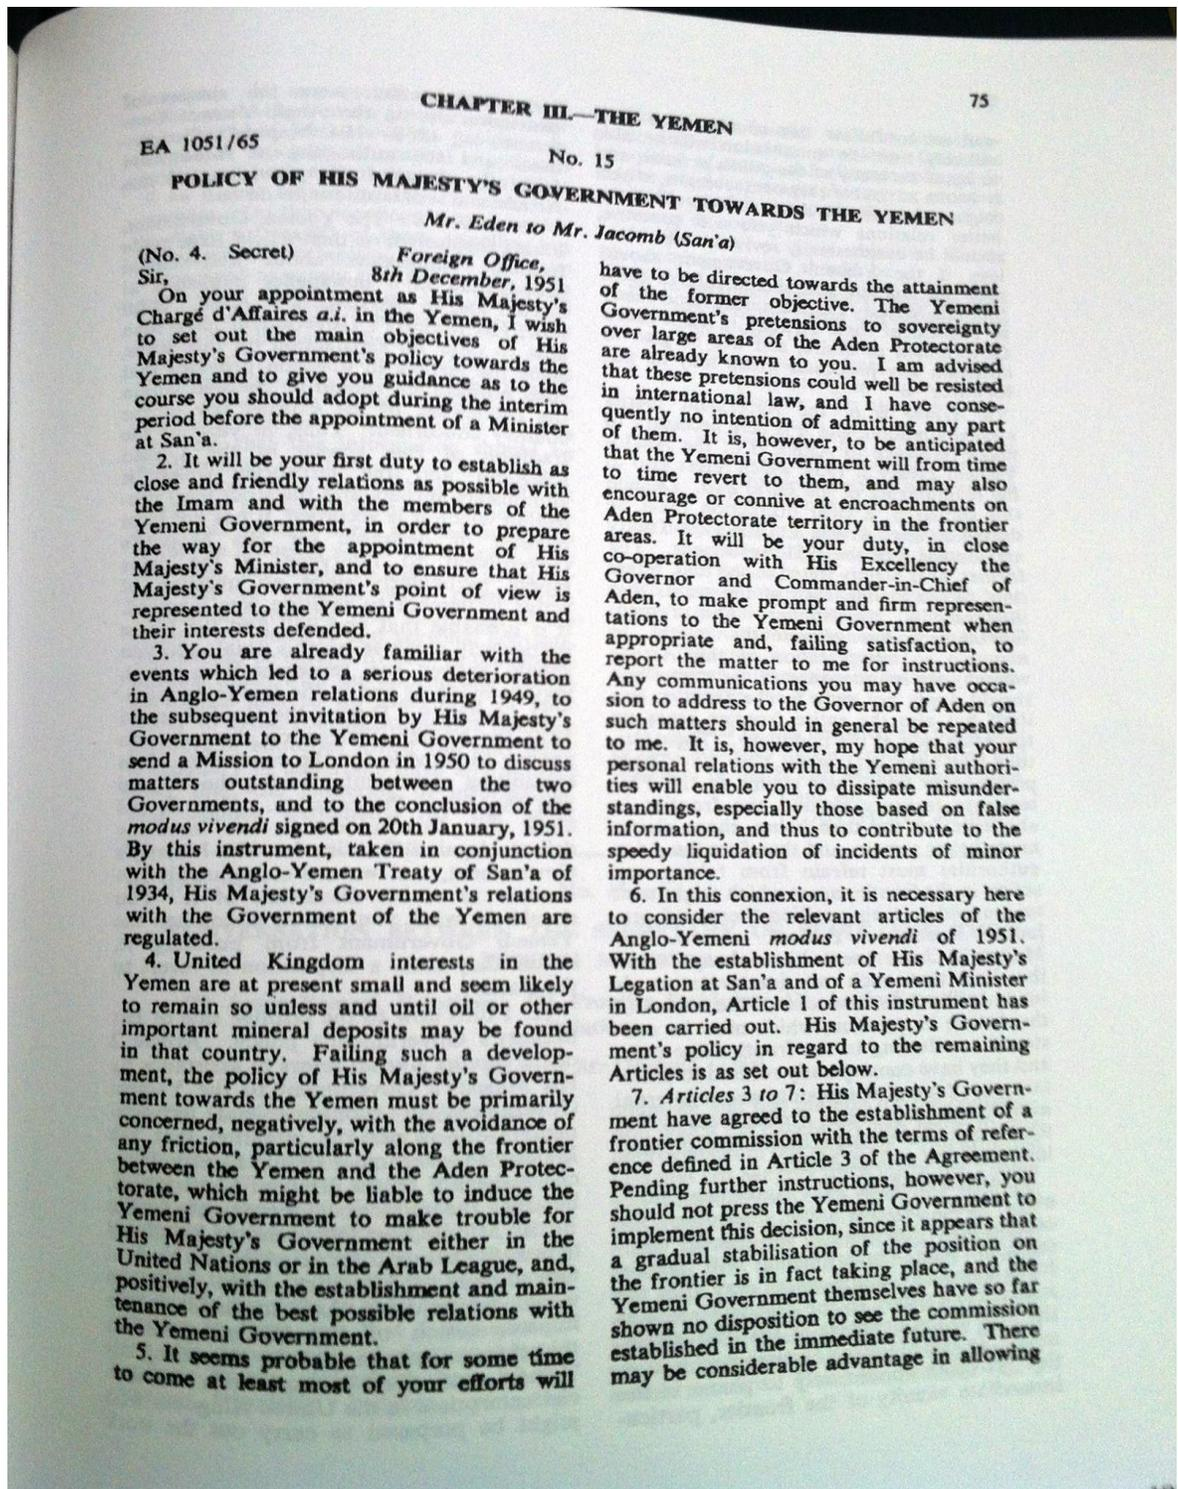 75
CHAPTER III.—THE YEMEN
EA 1051/65
No. 15
POLICY OF HIS MAJESTY'S GOVERNMENT TOWARDS THE YEMEN
Mr. Eden to Mr. Jacomb (San'a)
(No. 4. Secret) Foreign Office,
Sir, 8th December, 1951
On your appointment as His Majesty's
Chargé d'Affaires a.i. in the Yemen, I wish
to set out the main objectives of His
Majesty's Government's policy towards the
Yemen and to give you guidance as to the
course you should adopt during the interim
period before the appointment of a Minister
at San'a.
2. It will be your first duty to establish as
close and friendly relations as possible with
the Imam and with the members of the
Yemeni Government, in order to prepare
the way for the appointment of His
Majesty's Minister, and to ensure that His
Majesty's Government's point of view is
represented to the Yemeni Government and
their interests defended.
3. You are already familiar with the
events which led to a serious deterioration
in Anglo-Yemen relations during 1949, to
the subsequent invitation by His Majesty's
Government to the Yemeni Government to
send a Mission to London in 1950 to discuss
matters outstanding between the two
Governments, and to the conclusion of the
modus vivendi signed on 20th January, 1951.
By this instrument, taken in conjunction
with the Anglo-Yemen Treaty of San'a of
1934, His Majesty's Government's relations
with the Government of the Yemen are
regulated.
4. United Kingdom interests in the
Yemen are at present small and seem likely
to remain so unless and until oil or other
important mineral deposits may be found
in that country. Failing such a develop-
ment, the policy of His Majesty's Govern-
ment towards the Yemen must be primarily
concerned, negatively, with the avoidance of
any friction, particularly along the frontier
between the Yemen and the Aden Protec-
torate, which might be liable to induce the
Yemeni Government to make trouble for
His Majesty's Government either in the
United Nations or in the Arab League, and,
positively, with the establishment and main-
tenance of the best possible relations with
the Yemeni Government.
5. It seems probable that for some time
to come at least most of your efforts will
have to be directed towards the attainment
of the former objective. The Yemeni
Government's pretensions to sovereignty
over large areas of the Aden Protectorate
are already known to you. I am advised
that these pretensions could well be resisted
in international law, and I have conse-
quently no intention of admitting any part
of them. It is, however, to be anticipated
that the Yemeni Government will from time
to time revert to them, and may also
encourage or connive at encroachments on
Aden Protectorate territory in the frontier
areas. It will be your duty, in close
co-operation with His Excellency the
Governor and Commander-in-Chief of
Aden, to make prompt and firm represen-
tations to the Yemeni Government when
appropriate and, failing satisfaction, to
report the matter to me for instructions.
Any communications you may have occa-
sion to address to the Governor of Aden on
such matters should in general be repeated
to me. It is, however, my hope that your
personal relations with the Yemeni authori-
ties will enable you to dissipate misunder-
standings, especially those based on false
information, and thus to contribute to the
speedy liquidation of incidents of minor
importance.
6. In this connexion, it is necessary here
to consider the relevant articles of the
Anglo-Yemeni modus vivendi of 1951.
With the establishment of His Majesty's
Legation at San'a and of a Yemeni Minister
in London, Article 1 of this instrument has
been carried out. His Majesty's Govern-
ment's policy in regard to the remaining
Articles is as set out below.
7. Articles 3 to 7: His Majesty's Govern-
ment have agreed to the establishment of a
frontier commission with the terms of refer-
ence defined in Article 3 of the Agreement.
Pending further instructions, however, you
should not press the Yemeni Government to
implement this decision, since it appears that
a gradual stabilisation of the position on
the frontier is in fact taking place, and the
Yemeni Government themselves have so far
shown no disposition to see the commission
established in the immediate future. There
may be considerable advantage in allowing